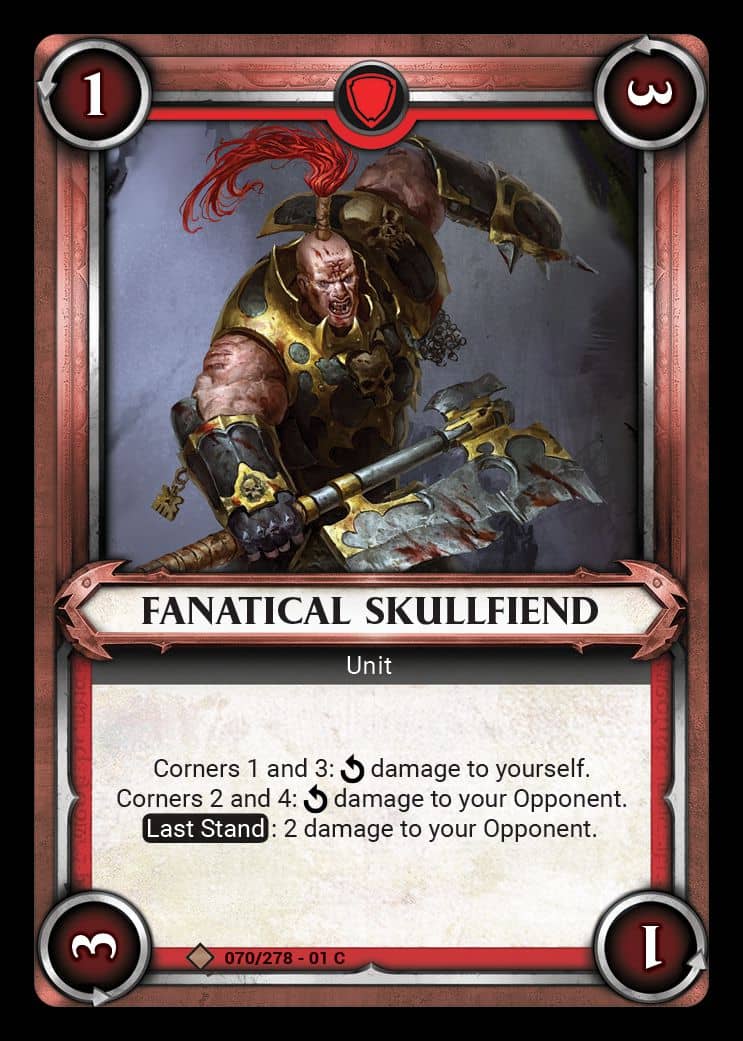 1
3
FANATICAL SKULLFIEND
Unit
Corners 1 and 3: damage to yourself.
Corners 2 and 4: damage to your Opponent.
Last Stand: 2 damage to your Opponent.
3
070/278 - 01 C
1